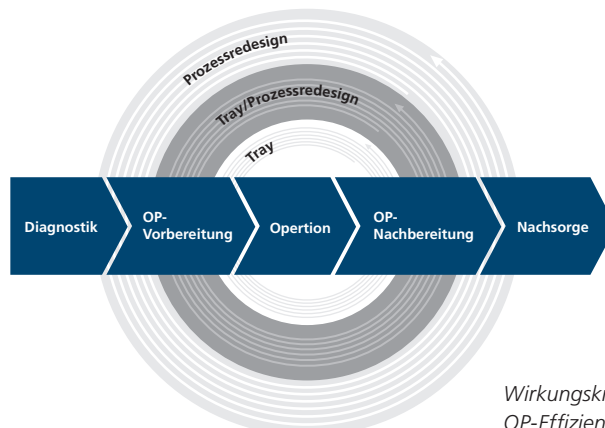 Prozessredesign
Tray/Prozessredesign
Tray
Diagnostik
OP-
Vorbereitung
Opertion
OP-
Nachbereitung
Nachsorge